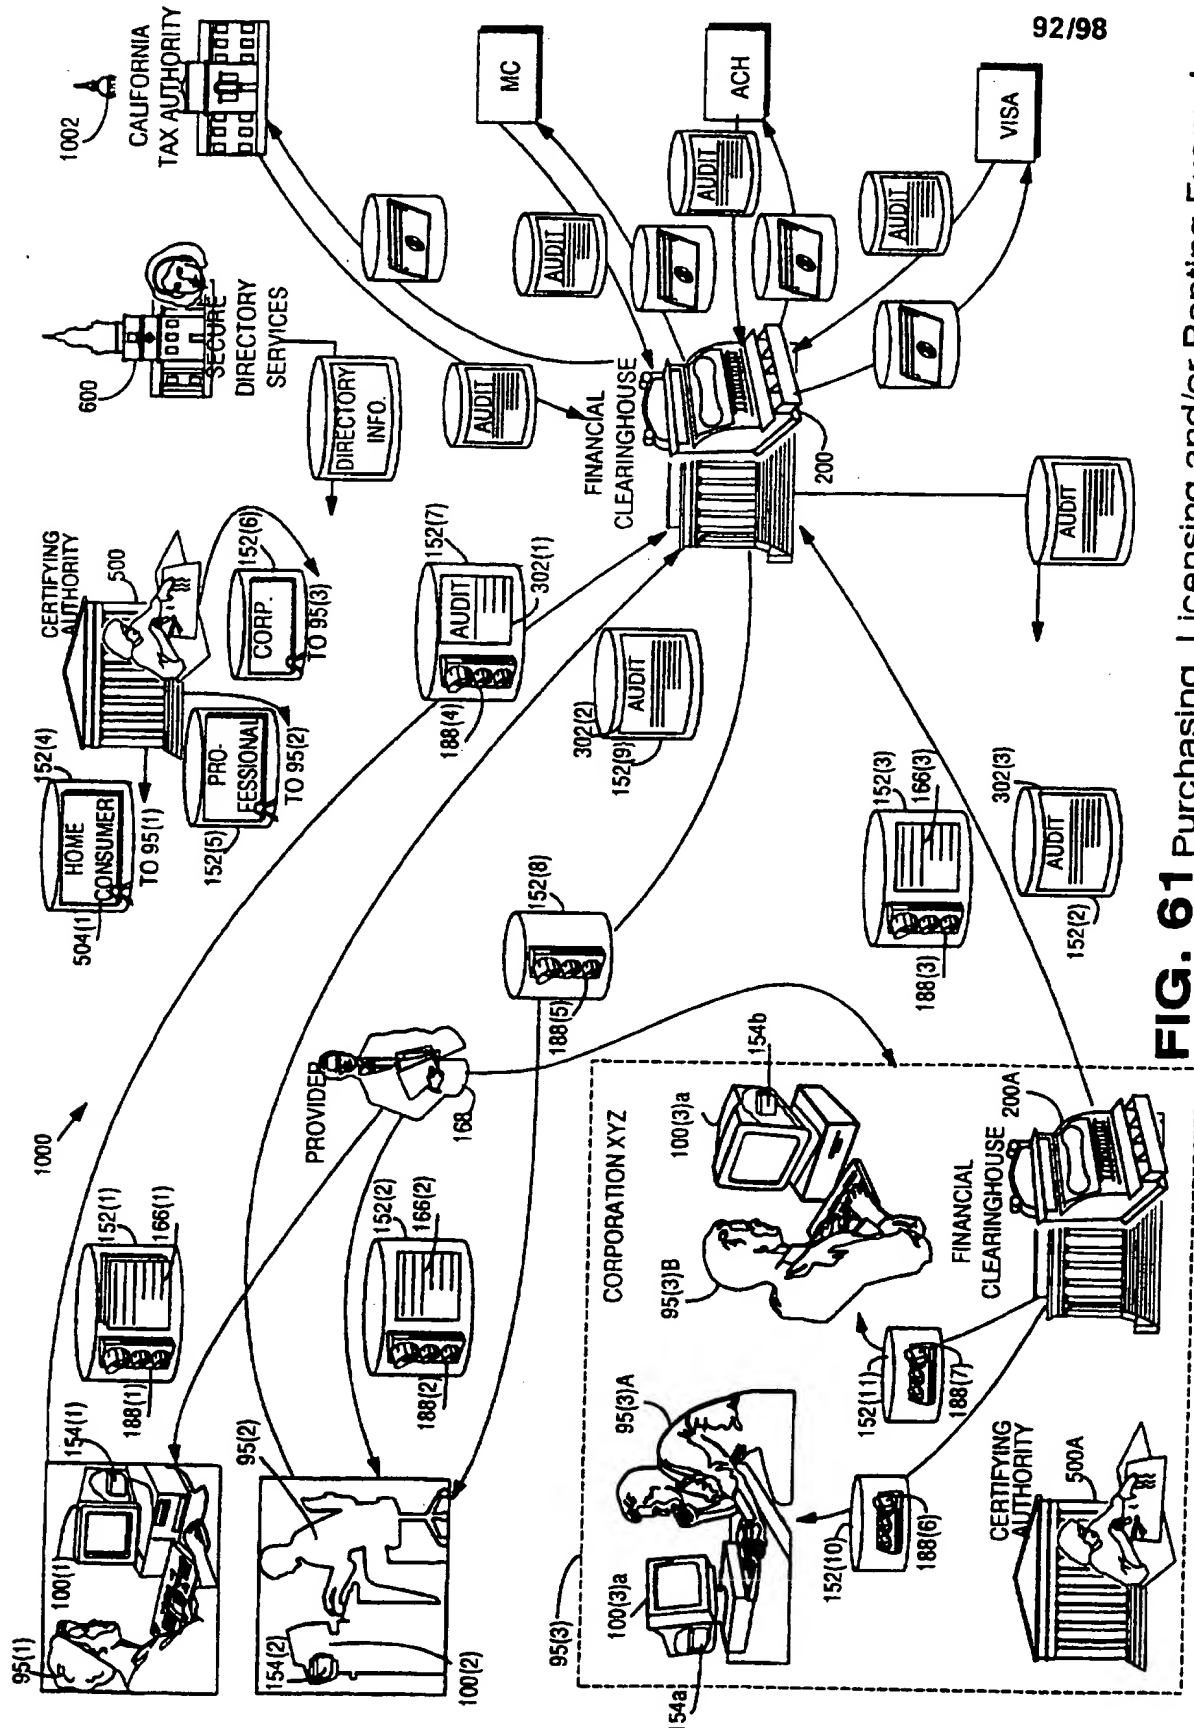 92/98
1002
CALIFORNIA
TAX AUTHORITY
MC
ACH
VISA
600
SECURE
DIRECTORY
SERVICES
DIRECTORY
INFO.
AUDIT
AUDIT
AUDIT
AUDIT
CERTIFYING
AUTHORITY
500
152(4)
HOME
CONSUMER
504(1)
TO 95(1)
PRO-
FESSIONAL
152(5)
TO 95(2)
152(6)
CORP.
TO 95(3)
FINANCIAL
CLEARINGHOUSE
200
AUDIT
152(7)
AUDIT
302(1)
188(4)
302(2)
AUDIT
152(9)
1000
PROVIDER
168
152(8)
188(5)
152(1)
166(1)
188(1)
152(2)
166(2)
188(2)
95(1)
100(1)
154(1)
95(2)
154(2)
100(2)
152(3)
166(3)
188(3)
302(3)
AUDIT
152(2)
95(3)
CORPORATION XYZ
100(3)a
154a
95(3)A
95(3)B
100(3)a
154b
152(10)
188(6)
152(11)
188(7)
CERTIFYING
AUTHORITY
500A
FINANCIAL
CLEARINGHOUSE
200A
FIG. 61 Purchasing, Licensing and/or Renting Example